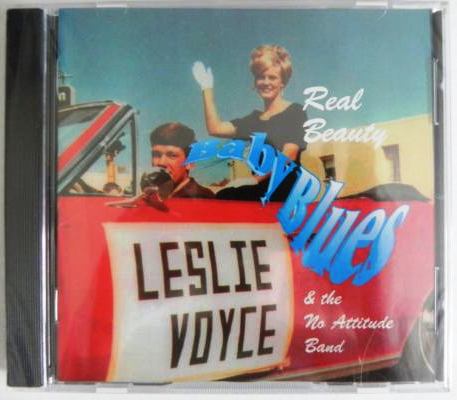 Real
Beauty
Baby
Blues
LESLIE
VOYCE
& the
No Attitude
Band